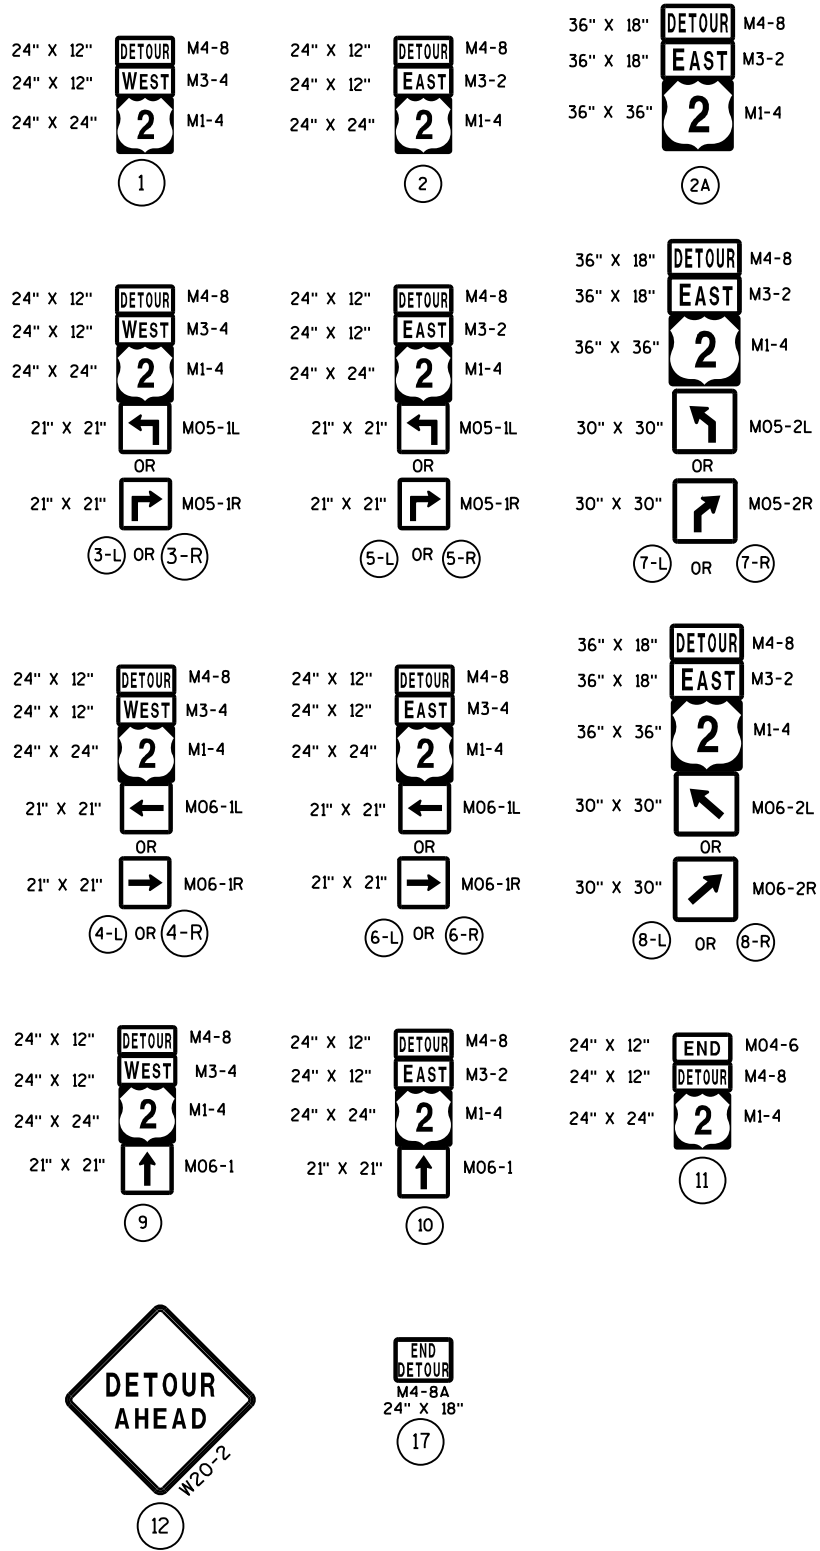 24" X 12" DETOUR M4-8
24" X 12" WEST M3-4
24" X 24" 2 M1-4
1
24" X 12" DETOUR M4-8
24" X 12" EAST M3-2
24" X 24" 2 M1-4
2
36" X 18" DETOUR M4-8
36" X 18" EAST M3-2
36" X 36" 2 M1-4
2A
24" X 12" DETOUR M4-8
24" X 12" WEST M3-4
24" X 24" 2 M1-4
21" X 21" M05-1L
OR
21" X 21" M05-1R
3-L OR 3-R
24" X 12" DETOUR M4-8
24" X 12" EAST M3-2
24" X 24" 2 M1-4
21" X 21" M05-1L
OR
21" X 21" M05-1R
5-L OR 5-R
36" X 18" DETOUR M4-8
36" X 18" EAST M3-2
36" X 36" 2 M1-4
30" X 30" M05-2L
OR
30" X 30" M05-2R
7-L OR 7-R
24" X 12" DETOUR M4-8
24" X 12" WEST M3-4
24" X 24" 2 M1-4
21" X 21" M06-1L
OR
21" X 21" M06-1R
4-L OR 4-R
24" X 12" DETOUR M4-8
24" X 12" EAST M3-4
24" X 24" 2 M1-4
21" X 21" M06-1L
OR
21" X 21" M06-1R
6-L OR 6-R
36" X 18" DETOUR M4-8
36" X 18" EAST M3-2
36" X 36" 2 M1-4
30" X 30" M06-2L
OR
30" X 30" M06-2R
8-L OR 8-R
24" X 12" DETOUR M4-8
24" X 12" WEST M3-4
24" X 24" 2 M1-4
21" X 21" M06-1
9
24" X 12" DETOUR M4-8
24" X 12" EAST M3-2
24" X 24" 2 M1-4
21" X 21" M06-1
10
24" X 12" END M04-6
24" X 12" DETOUR M4-8
24" X 24" 2 M1-4
11
DETOUR
AHEAD
W20-2
12
END
DETOUR
M4-8A
24" X 18"
17